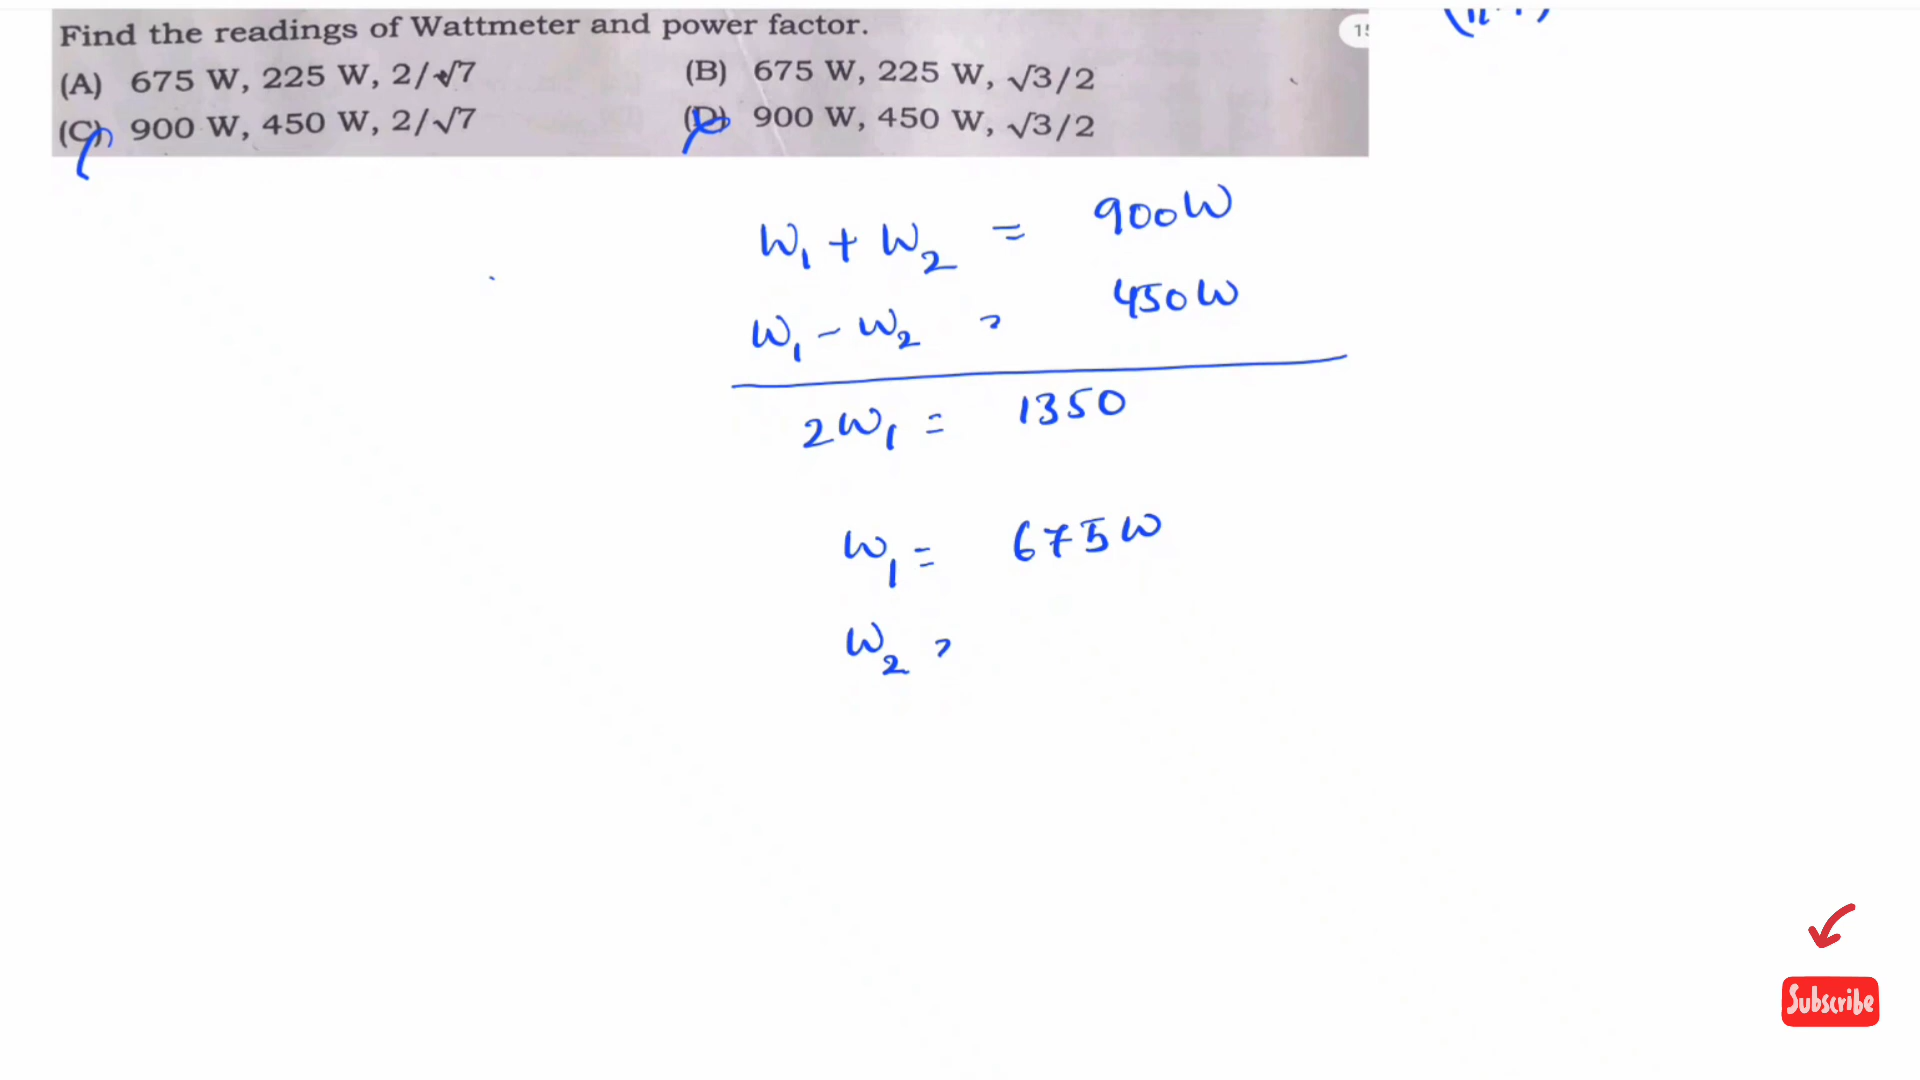 Find the readings of Wattmeter and power factor.
(A) 675 W, 225 W, 2/√7
(B) 675 W, 225 W, √3/2
(C) 900 W, 450 W, 2/√7
(D) 900 W, 450 W, √3/2
W₁ + W₂ = 900W
W₁ - W₂ = 450W
2W₁ = 1350
W₁ = 675W
W₂ =
Subscribe